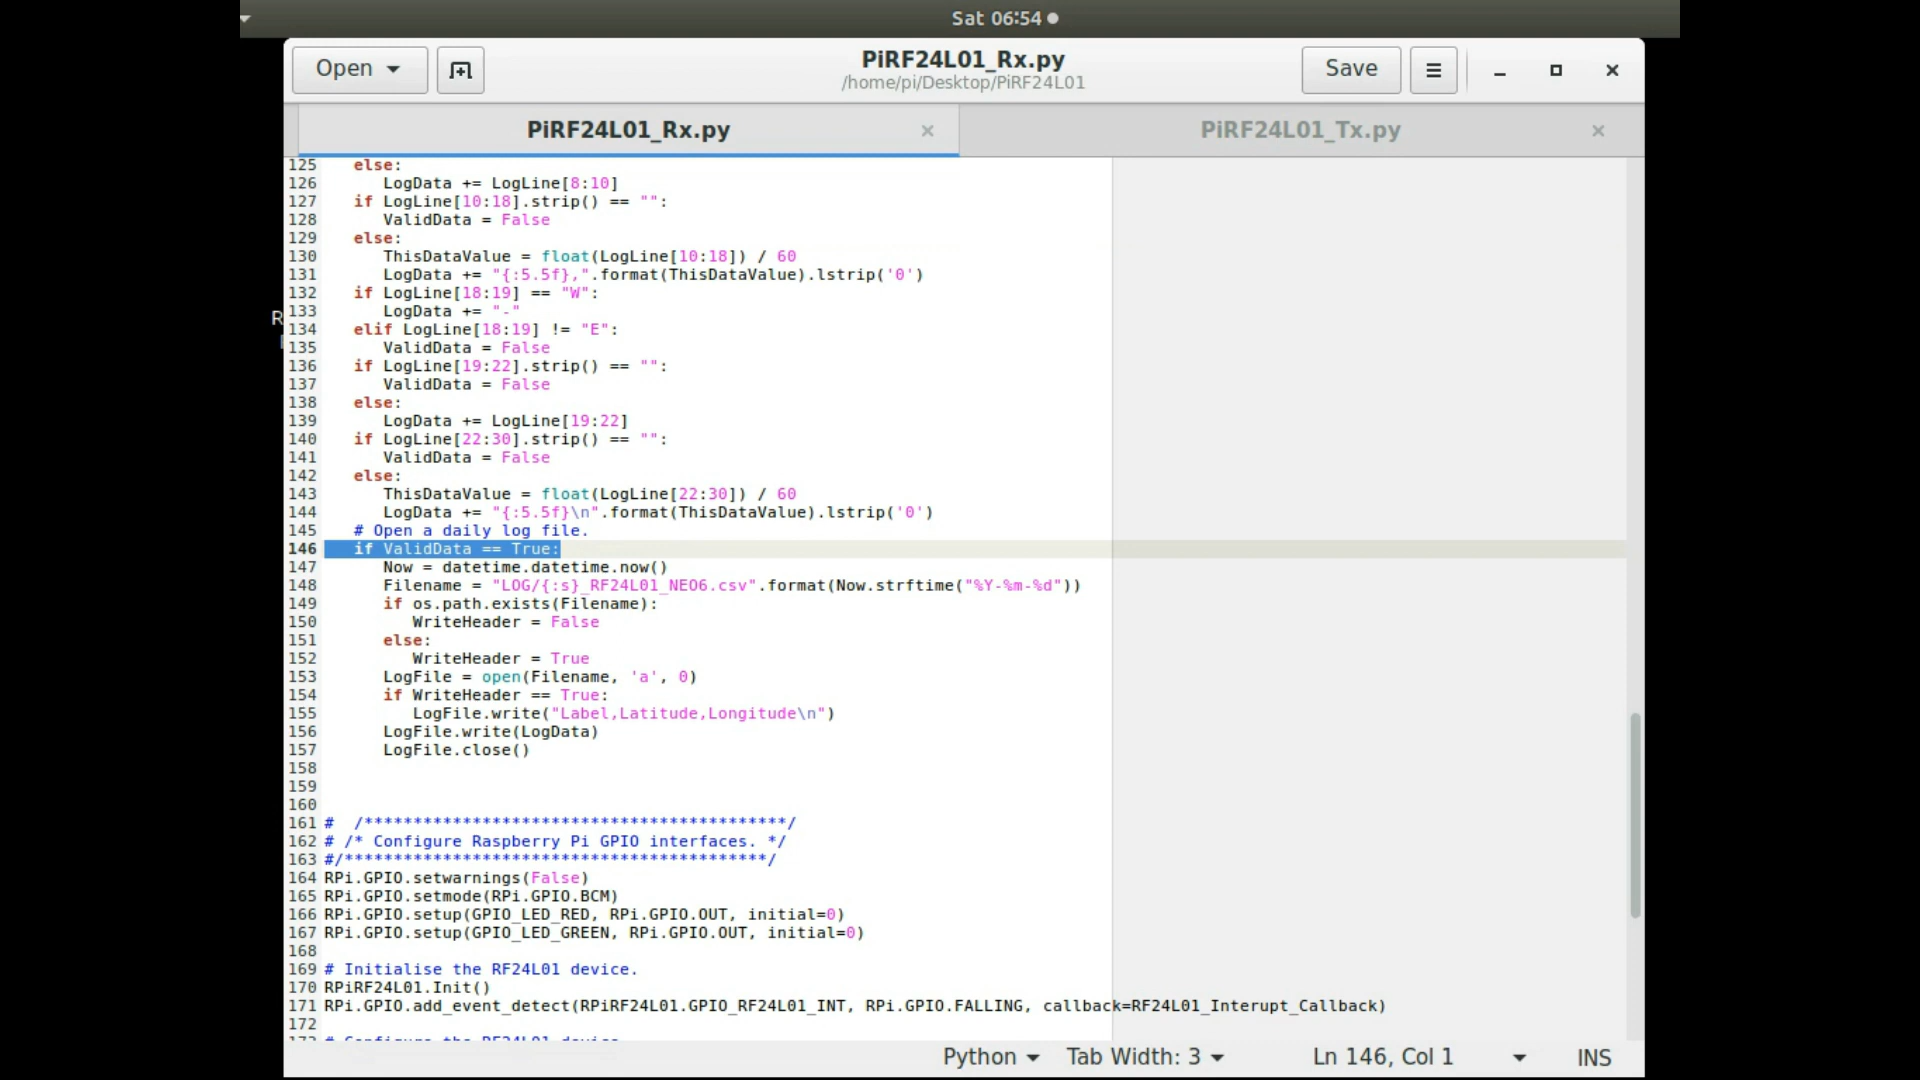 Sat 06:54
Open
PiRF24L01_Rx.py
/home/pi/Desktop/PiRF24L01
Save
PiRF24L01_Rx.py
PiRF24L01_Tx.py
R
125 else:
126 LogData += LogLine[8:10]
127 if LogLine[10:18].strip() == "":
128 ValidData = False
129 else:
130 ThisDataValue = float(LogLine[10:18]) / 60
131 LogData += "{:5.5f},".format(ThisDataValue).lstrip('0')
132 if LogLine[18:19] == "W":
133 LogData += "-"
134 elif LogLine[18:19] != "E":
135 ValidData = False
136 if LogLine[19:22].strip() == "":
137 ValidData = False
138 else:
139 LogData += LogLine[19:22]
140 if LogLine[22:30].strip() == "":
141 ValidData = False
142 else:
143 ThisDataValue = float(LogLine[22:30]) / 60
144 LogData += "{:5.5f}\n".format(ThisDataValue).lstrip('0')
145 # Open a daily log file.
146 if ValidData == True:
147 Now = datetime.datetime.now()
148 Filename = "LOG/{:s}_RF24L01_NEO6.csv".format(Now.strftime("%Y-%m-%d"))
149 if os.path.exists(Filename):
150 WriteHeader = False
151 else:
152 WriteHeader = True
153 LogFile = open(Filename, 'a', 0)
154 if WriteHeader == True:
155 LogFile.write("Label,Latitude,Longitude\n")
156 LogFile.write(LogData)
157 LogFile.close()
158
159
160
161 # /*******************************************/
162 # /* Configure Raspberry Pi GPIO interfaces. */
163 #/*******************************************/
164 RPi.GPIO.setwarnings(False)
165 RPi.GPIO.setmode(RPi.GPIO.BCM)
166 RPi.GPIO.setup(GPIO_LED_RED, RPi.GPIO.OUT, initial=0)
167 RPi.GPIO.setup(GPIO_LED_GREEN, RPi.GPIO.OUT, initial=0)
168
169 # Initialise the RF24L01 device.
170 RPiRF24L01.Init()
171 RPi.GPIO.add_event_detect(RPiRF24L01.GPIO_RF24L01_INT, RPi.GPIO.FALLING, callback=RF24L01_Interupt_Callback)
172
173 # Configure the RF24L01 device.
Python
Tab Width: 3
Ln 146, Col 1
INS